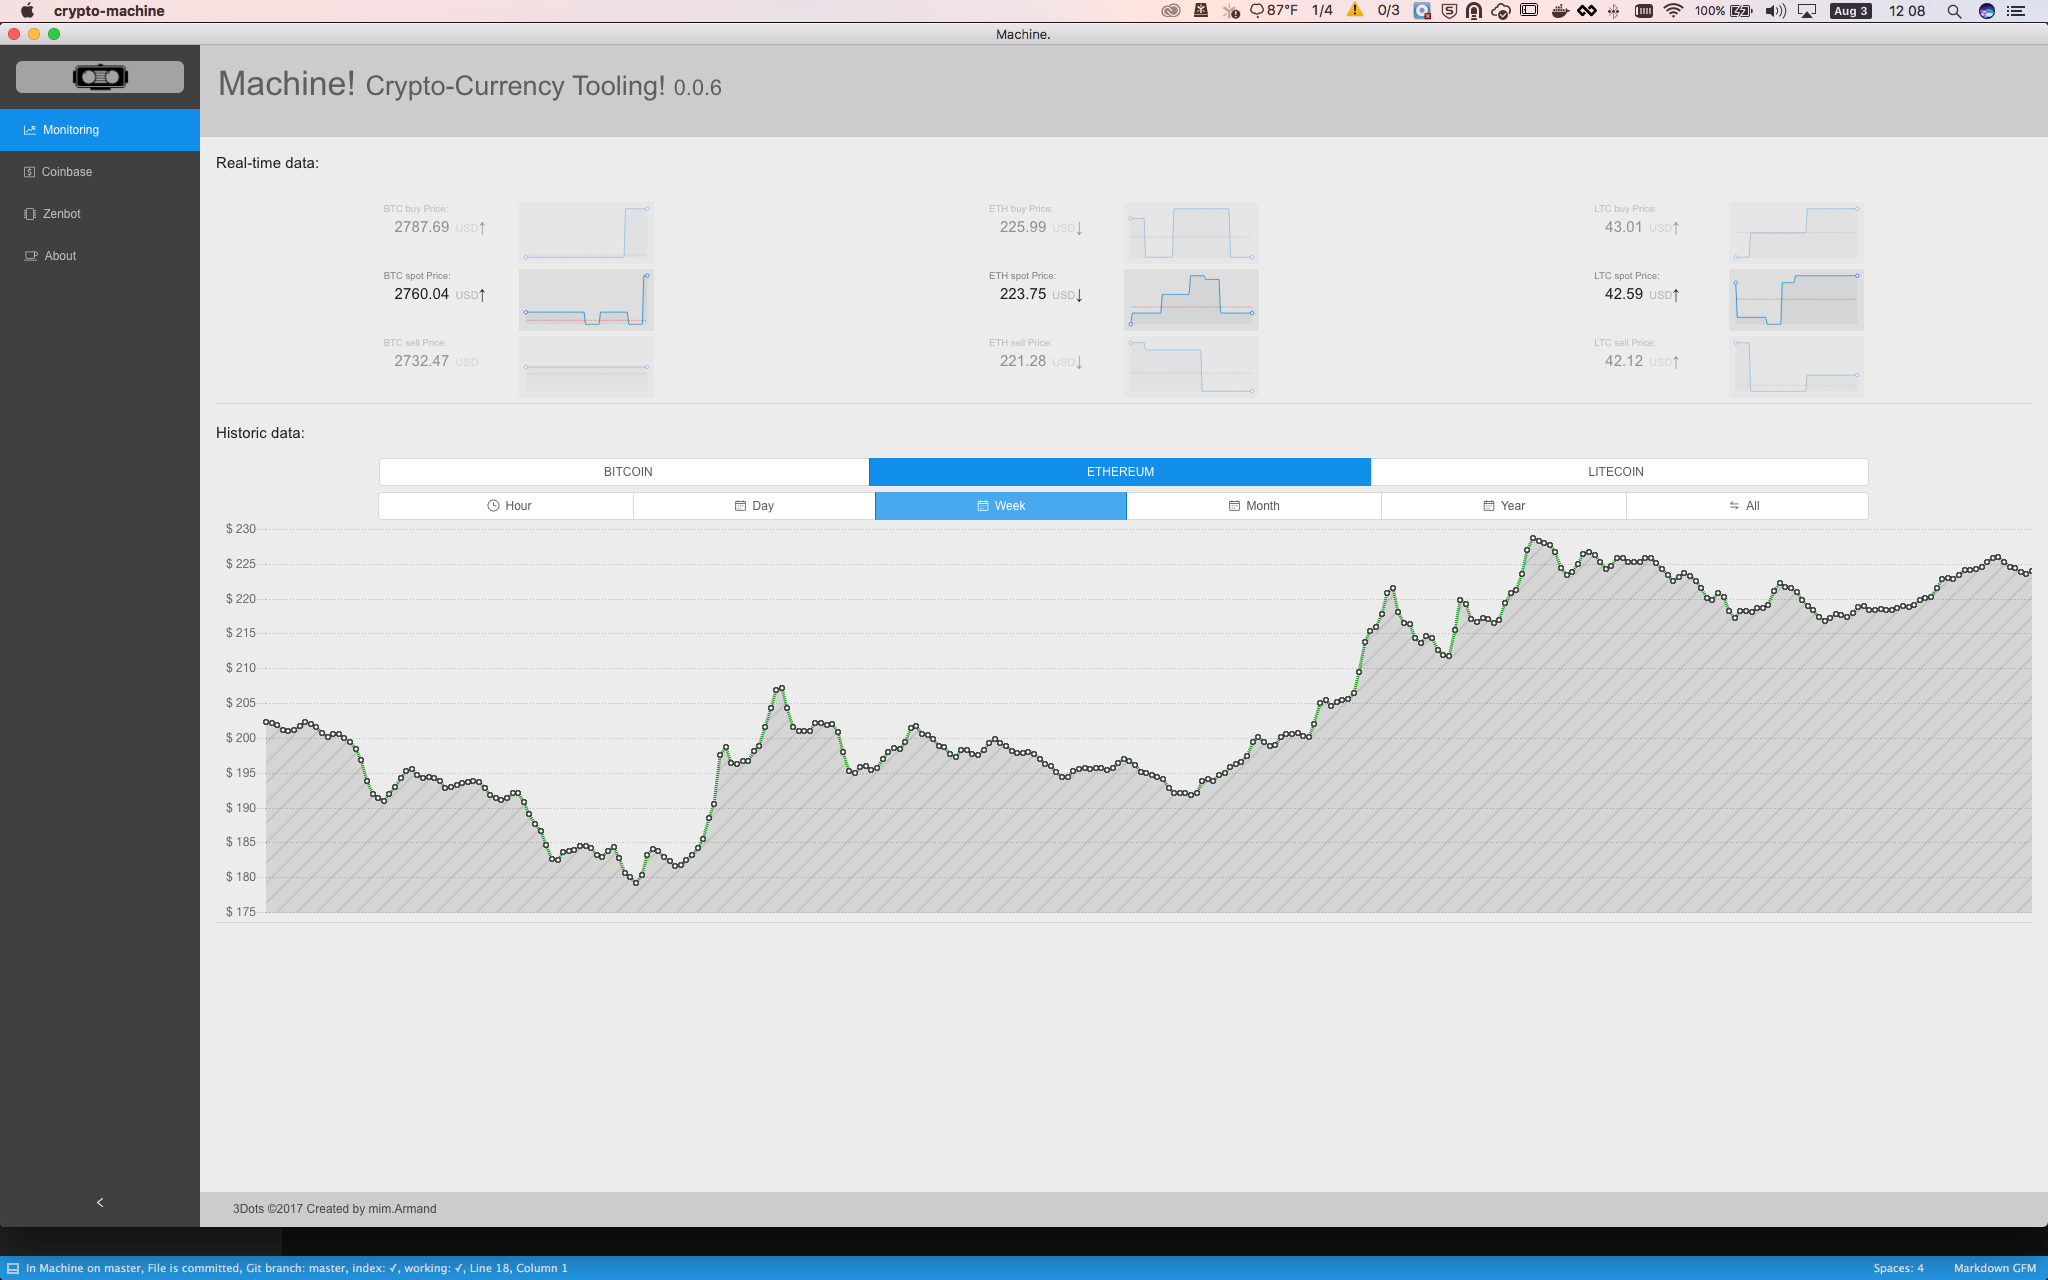 crypto-machine
87°F 1/4 0/3 100% Aug 3 12 08
Machine.
Machine! Crypto-Currency Tooling! 0.0.6
Monitoring
Coinbase
Zenbot
About
Real-time data:
BTC buy Price:
2787.69 USD↑
BTC spot Price:
2760.04 USD↑
BTC sell Price:
2732.47 USD
ETH buy Price:
225.99 USD↓
ETH spot Price:
223.75 USD↓
ETH sell Price:
221.28 USD↓
LTC buy Price:
43.01 USD↑
LTC spot Price:
42.59 USD↑
LTC sell Price:
42.12 USD↑
Historic data:
BITCOIN ETHEREUM LITECOIN
Hour Day Week Month Year All
$ 230
$ 225
$ 220
$ 215
$ 210
$ 205
$ 200
$ 195
$ 190
$ 185
$ 180
$ 175
<
3Dots ©2017 Created by mim.Armand
In Machine on master, File is committed, Git branch: master, index: ✓, working: ✓, Line 18, Column 1
Spaces: 4 Markdown GFM